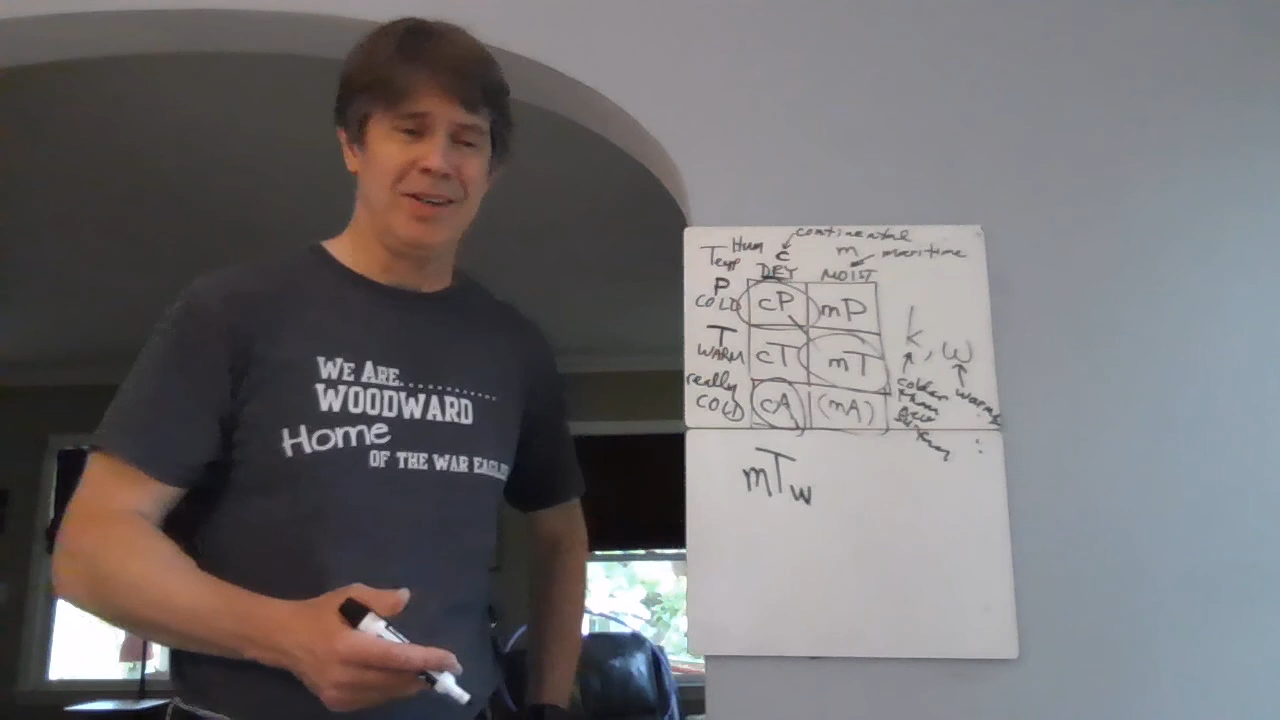 WE ARE..............
WOODWARD
Home
OF THE WAR EAGLES
continental
Hum c m maritime
Temp DRY MOIST
P
COLD cP mP
T
WARM cT mT
k, w
really
COLD cA (mA)
colder
than
warmer
mTw